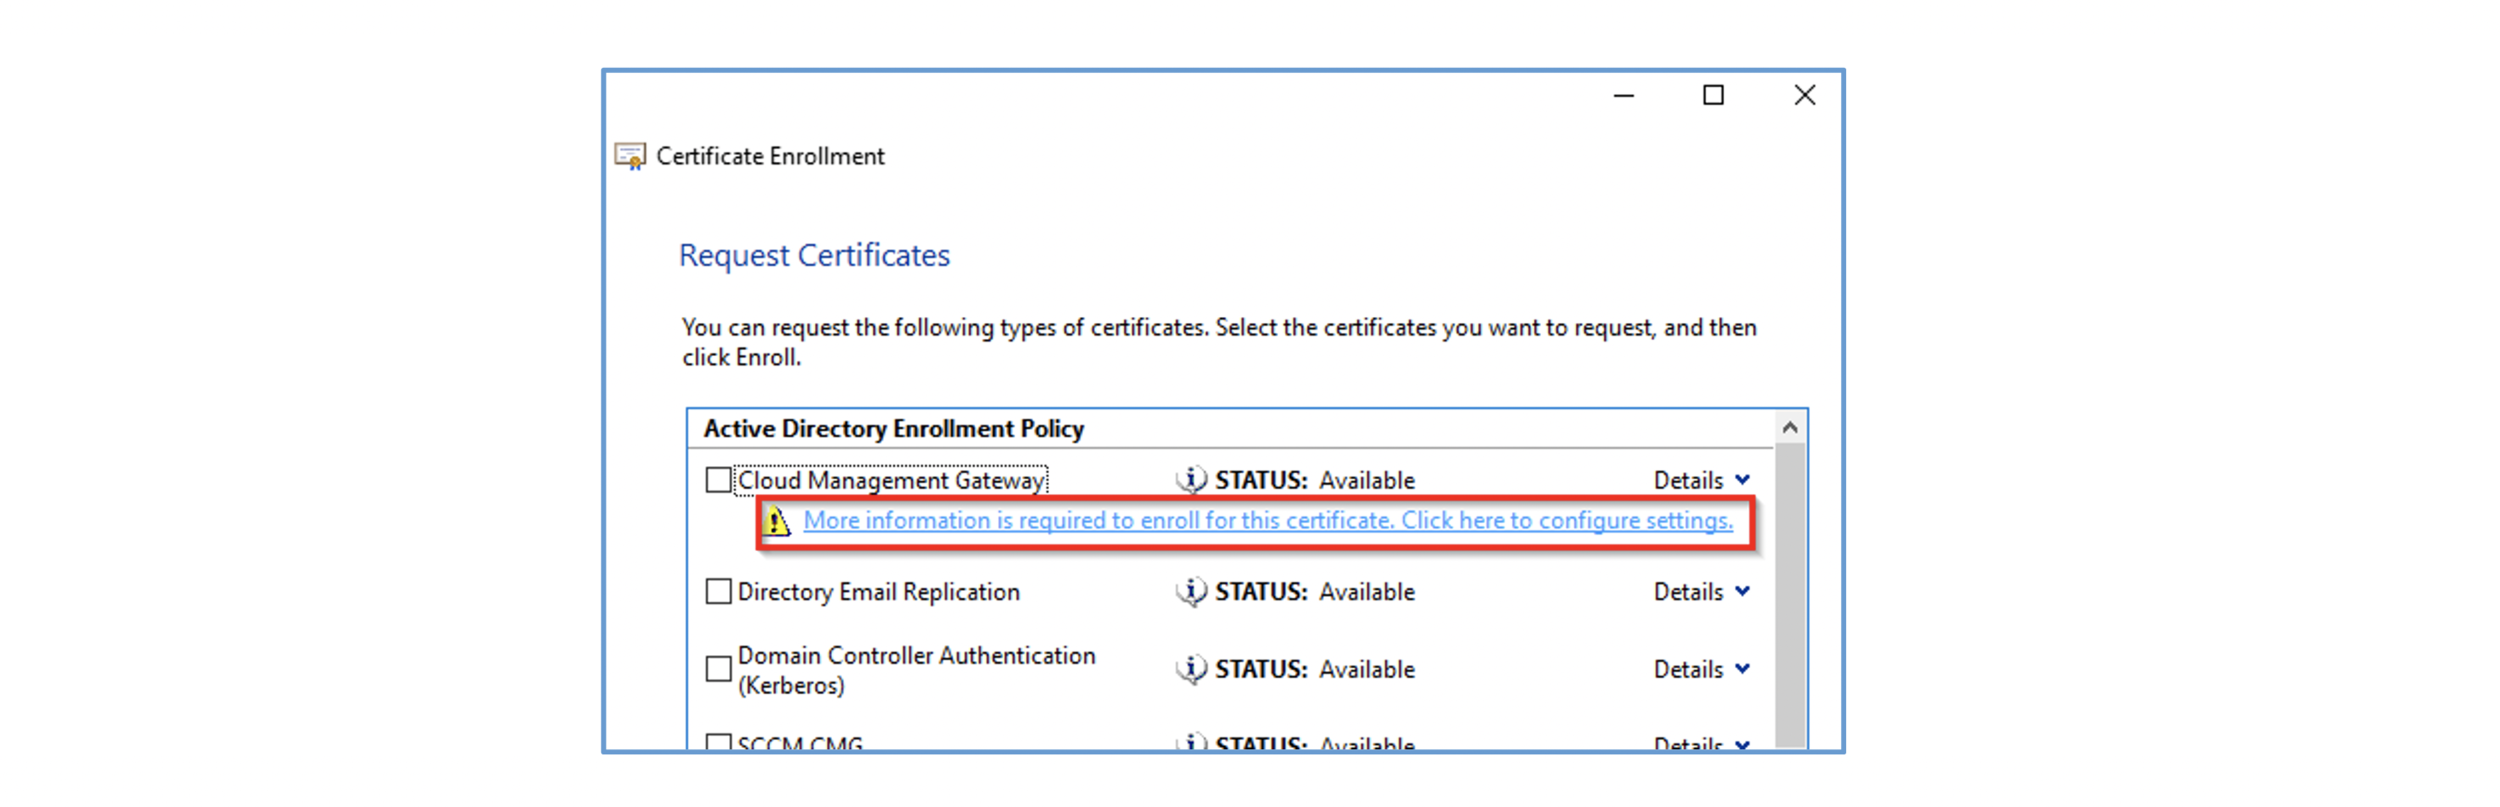 Certificate Enrollment
Request Certificates
You can request the following types of certificates. Select the certificates you want to request, and then
click Enroll.
Active Directory Enrollment Policy
Cloud Management Gateway STATUS: Available Details
More information is required to enroll for this certificate. Click here to configure settings.
Directory Email Replication STATUS: Available Details
Domain Controller Authentication
(Kerberos) STATUS: Available Details
SCCM CMG STATUS: Available Details